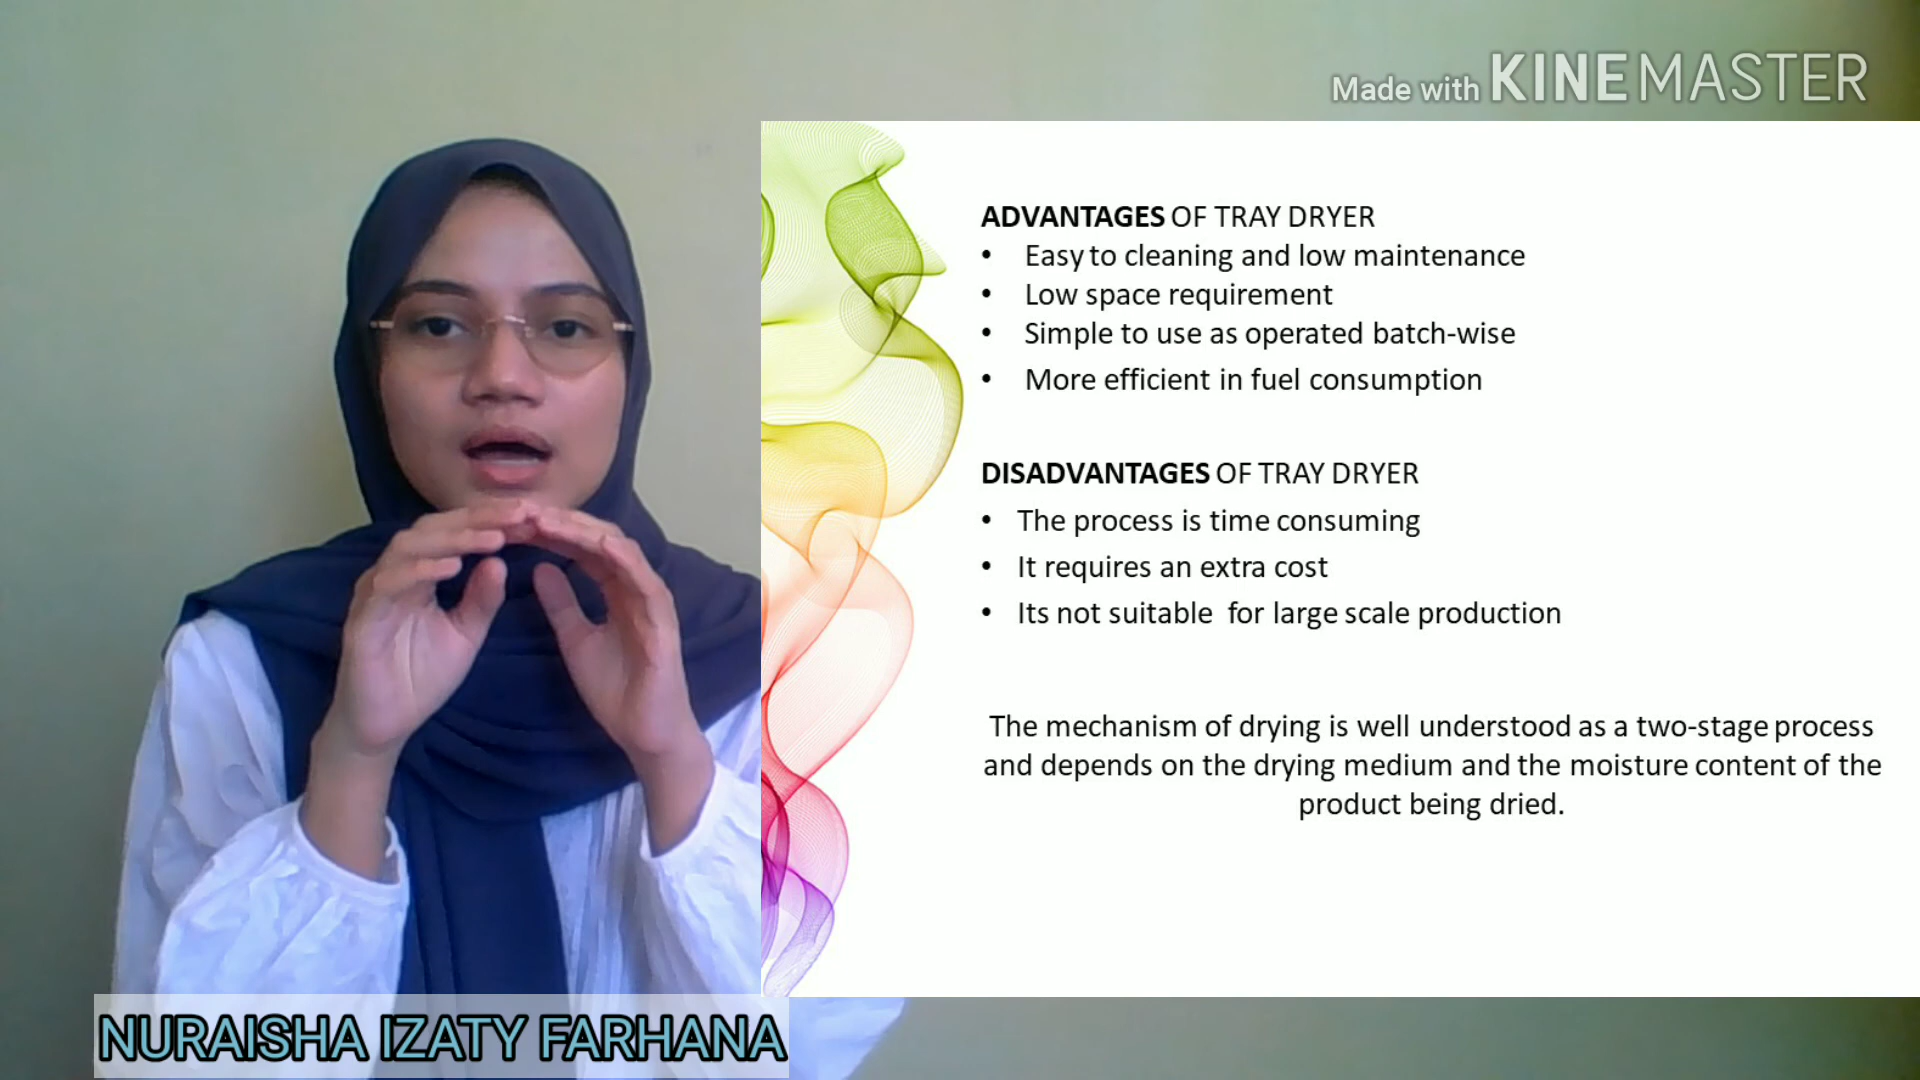 Made with KINEMASTER
ADVANTAGES OF TRAY DRYER
• Easy to cleaning and low maintenance
• Low space requirement
• Simple to use as operated batch-wise
• More efficient in fuel consumption
DISADVANTAGES OF TRAY DRYER
• The process is time consuming
• It requires an extra cost
• Its not suitable for large scale production
The mechanism of drying is well understood as a two-stage process
and depends on the drying medium and the moisture content of the
product being dried.
NURAISHA IZATY FARHANA